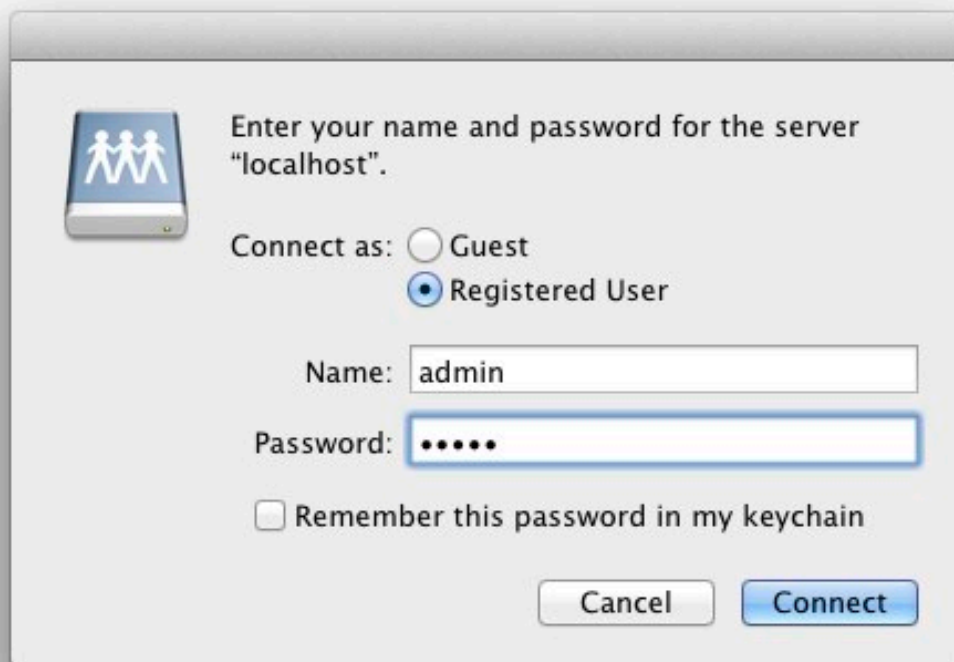 Enter your name and password for the server
“localhost”.
Connect as: Guest
Registered User
Name: admin
Password: •••••
Remember this password in my keychain
Cancel Connect